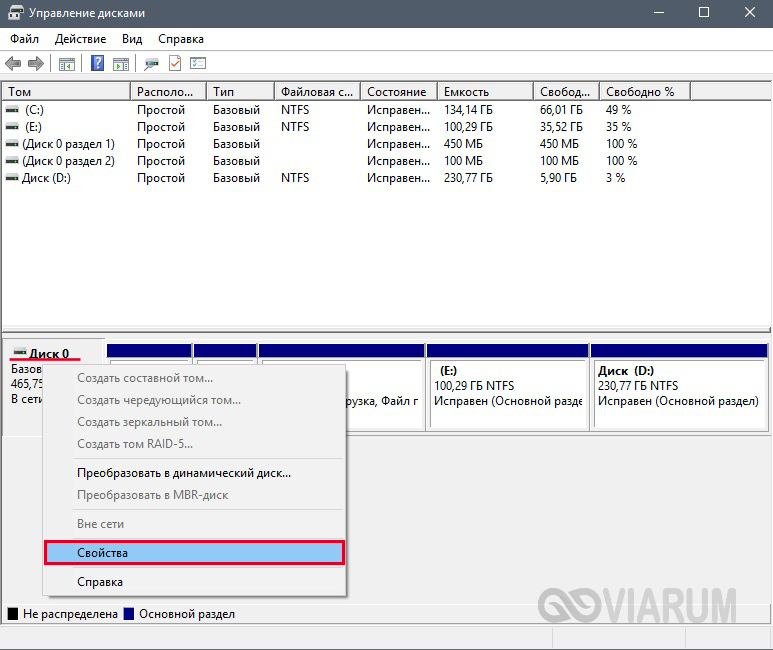 Управление дисками
Файл Действие Вид Справка
Том Располо... Тип Файловая с... Состояние Емкость Свобод... Свободно %
(C:) Простой Базовый NTFS Исправен... 134,14 ГБ 66,01 ГБ 49 %
(E:) Простой Базовый NTFS Исправен... 100,29 ГБ 35,52 ГБ 35 %
(Диск 0 раздел 1) Простой Базовый Исправен... 450 МБ 450 МБ 100 %
(Диск 0 раздел 2) Простой Базовый Исправен... 100 МБ 100 МБ 100 %
Диск (D:) Простой Базовый NTFS Исправен... 230,77 ГБ 5,90 ГБ 3 %
Диск 0
Базов
465,75
В сети
Создать составной том...
Создать чередующийся том...
Создать зеркальный том...
Создать том RAID-5...
Преобразовать в динамический диск...
Преобразовать в MBR-диск
Вне сети
Свойства
Справка
рузка, Файл п
(E:)
100,29 ГБ NTFS
Исправен (Основной разде
Диск (D:)
230,77 ГБ NTFS
Исправен (Основной раздел)
Не распределена Основной раздел
VIARUM